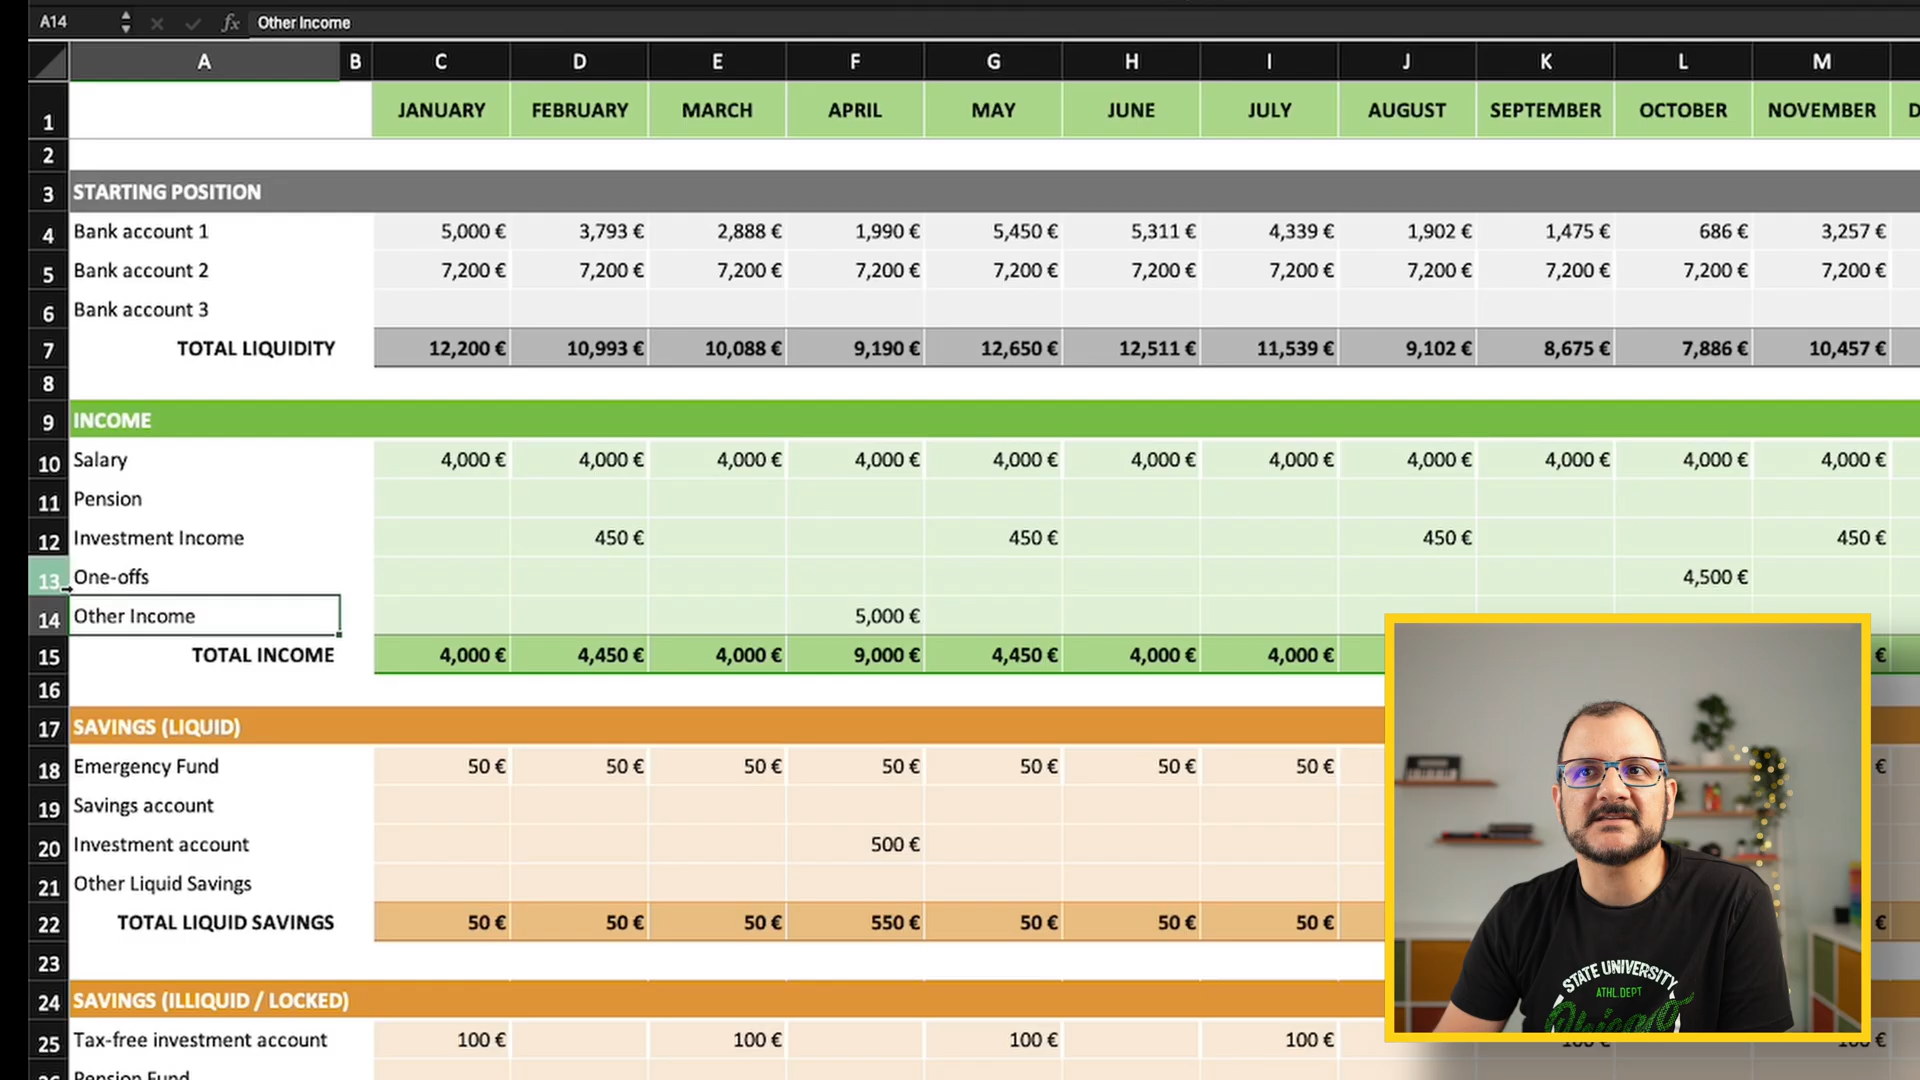 A14 fx Other Income
A B C D E F G H I J K L M
1 JANUARY FEBRUARY MARCH APRIL MAY JUNE JULY AUGUST SEPTEMBER OCTOBER NOVEMBER D
2
3 STARTING POSITION
4 Bank account 1 5,000 € 3,793 € 2,888 € 1,990 € 5,450 € 5,311 € 4,339 € 1,902 € 1,475 € 686 € 3,257 €
5 Bank account 2 7,200 € 7,200 € 7,200 € 7,200 € 7,200 € 7,200 € 7,200 € 7,200 € 7,200 € 7,200 € 7,200 €
6 Bank account 3
7 TOTAL LIQUIDITY 12,200 € 10,993 € 10,088 € 9,190 € 12,650 € 12,511 € 11,539 € 9,102 € 8,675 € 7,886 € 10,457 €
8
9 INCOME
10 Salary 4,000 € 4,000 € 4,000 € 4,000 € 4,000 € 4,000 € 4,000 € 4,000 € 4,000 € 4,000 € 4,000 €
11 Pension
12 Investment Income 450 € 450 € 450 € 450 €
13 One-offs 4,500 €
14 Other Income 5,000 €
15 TOTAL INCOME 4,000 € 4,450 € 4,000 € 9,000 € 4,450 € 4,000 € 4,000 € €
16
17 SAVINGS (LIQUID)
18 Emergency Fund 50 € 50 € 50 € 50 € 50 € 50 € 50 € €
19 Savings account
20 Investment account 500 €
21 Other Liquid Savings
22 TOTAL LIQUID SAVINGS 50 € 50 € 50 € 550 € 50 € 50 € 50 € €
23
24 SAVINGS (ILLIQUID / LOCKED)
25 Tax-free investment account 100 € 100 € 100 € 100 € 100 € 100 €
Pension Fund
STATE UNIVERSITY
ATHL.DEPT